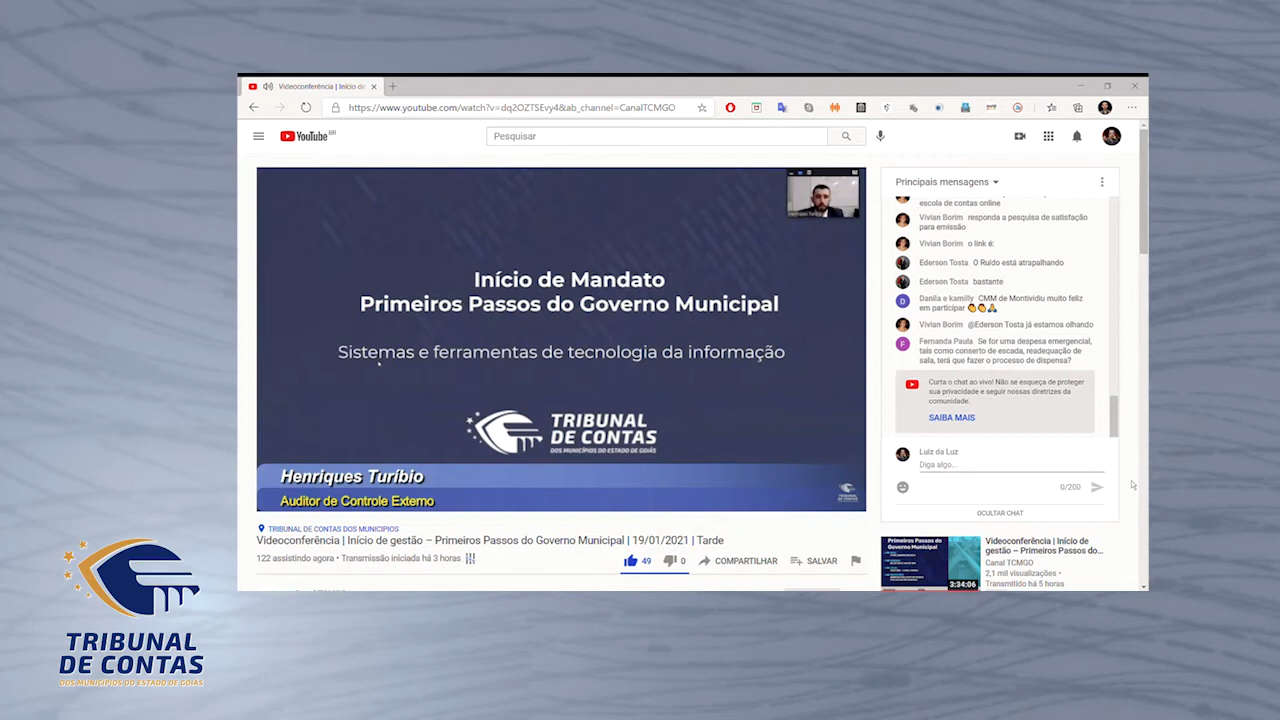 Videoconferência | Início de
https://www.youtube.com/watch?v=dq2OZTSEvy4&ab_channel=CanalTCMGO
YouTube BR
Pesquisar
Início de Mandato
Primeiros Passos do Governo Municipal
Sistemas e ferramentas de tecnologia da informação
TRIBUNAL
DE CONTAS
DOS MUNICÍPIOS DO ESTADO DE GOIÁS
Henriques Turíbio
Auditor de Controle Externo
TRIBUNAL DE CONTAS DOS MUNICIPIOS
Videoconferência | Início de gestão – Primeiros Passos do Governo Municipal | 19/01/2021 | Tarde
122 assistindo agora • Transmissão iniciada há 3 horas
49
0
COMPARTILHAR
SALVAR
Principais mensagens
escola de contas online
Vivian Borim responda a pesquisa de satisfação
para emissão
Vivian Borim o link é:
Ederson Tosta O Ruído está atrapalhando
Ederson Tosta bastante
D
Danila e kamilly CMM de Montividiu muito feliz
em participar
Vivian Borim @Ederson Tosta já estamos olhando
F
Fernanda Paula Se for uma despesa emergencial,
tais como conserto de escada, readequação de
sala, terá que fazer o processo de dispensa?
Curta o chat ao vivo! Não se esqueça de proteger
sua privacidade e seguir nossas diretrizes da
comunidade.
SAIBA MAIS
Luiz da Luz
Diga algo...
0/200
OCULTAR CHAT
Primeiros Passos do
Governo Municipal
3:34:06
Videoconferência | Início de
gestão – Primeiros Passos do...
Canal TCMGO
2,1 mil visualizações •
Transmitido há 5 horas
TRIBUNAL
DE CONTAS
DOS MUNICÍPIOS DO ESTADO DE GOIÁS